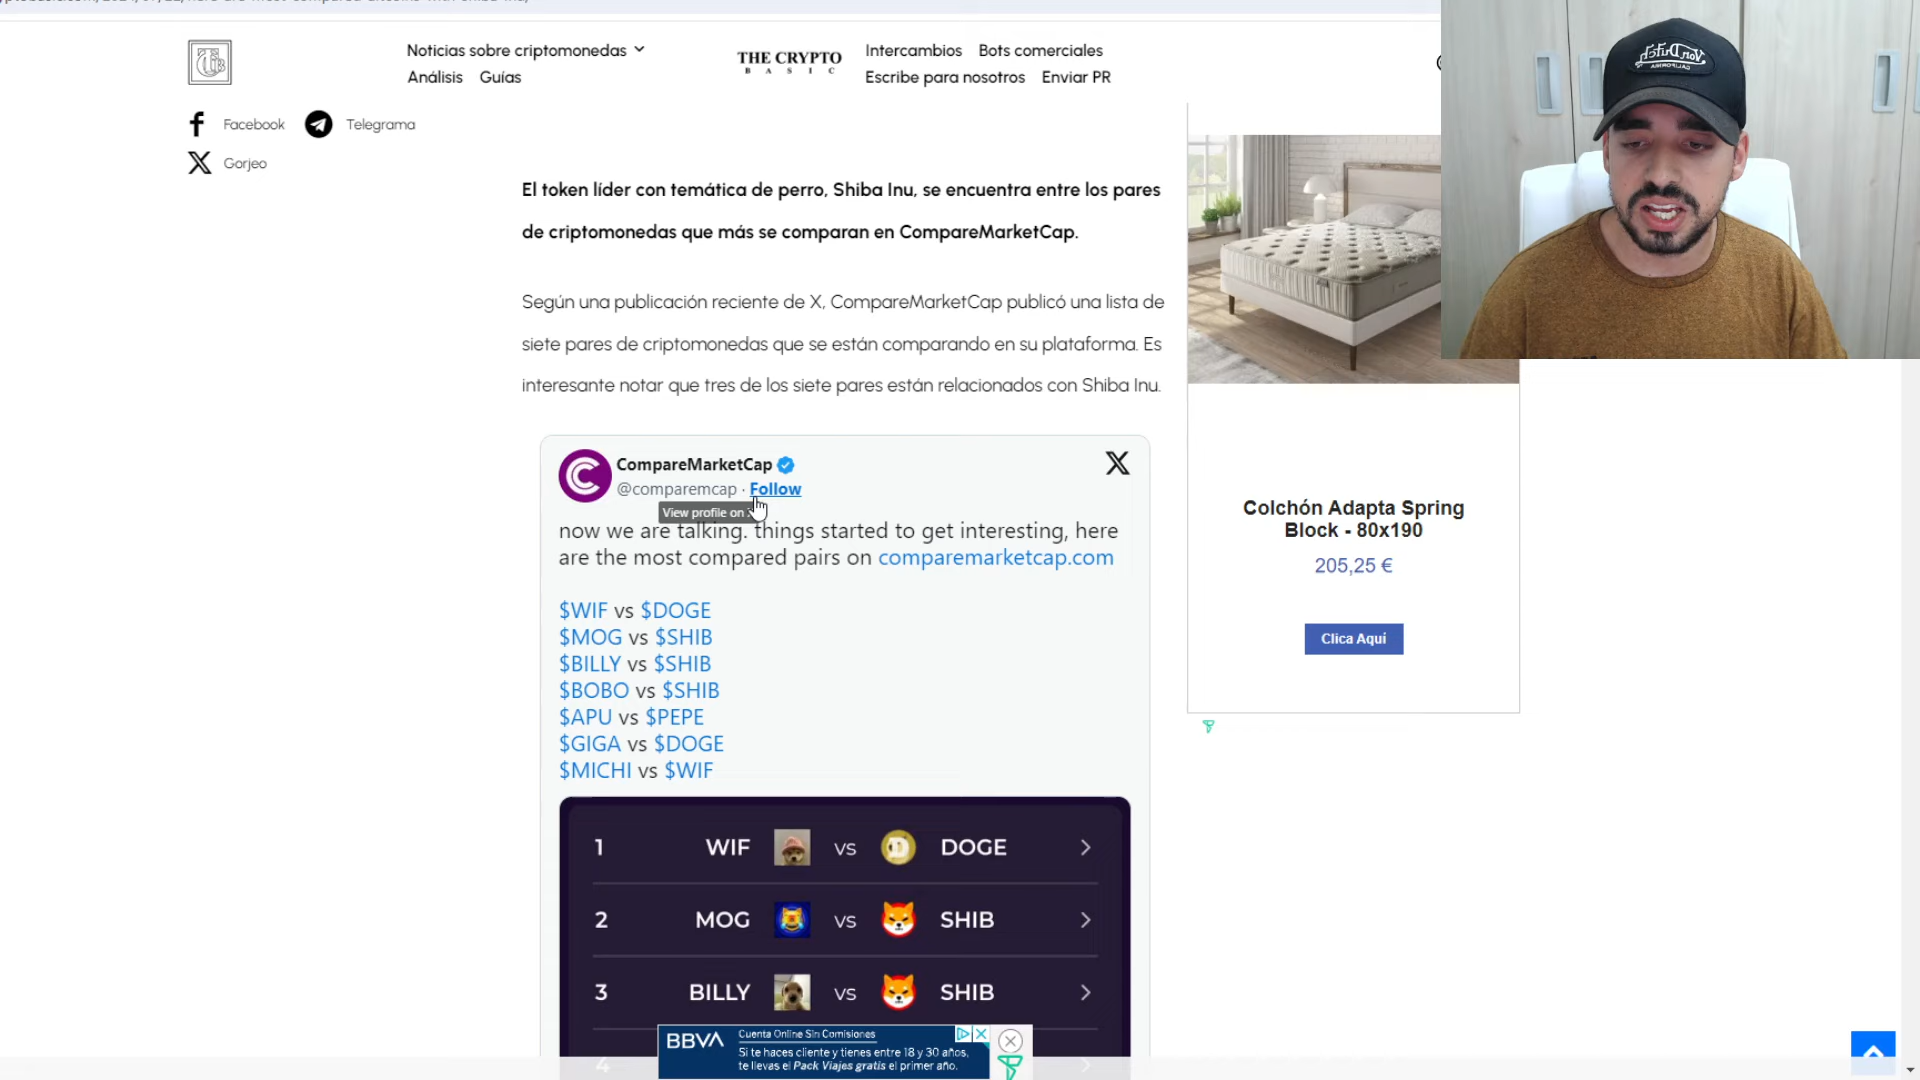 Noticias sobre criptomonedas
Análisis Guías
THE CRYPTO
BASIC
Intercambios Bots comerciales
Escribe para nosotros Enviar PR
Facebook
Telegrama
Gorjeo
El token líder con temática de perro, Shiba Inu, se encuentra entre los pares
de criptomonedas que más se comparan en CompareMarketCap.
Según una publicación reciente de X, CompareMarketCap publicó una lista de
siete pares de criptomonedas que se están comparando en su plataforma. Es
interesante notar que tres de los siete pares están relacionados con Shiba Inu.
CompareMarketCap
@comparemcap · Follow
View profile on
now we are talking. things started to get interesting, here
are the most compared pairs on comparemarketcap.com
$WIF vs $DOGE
$MOG vs $SHIB
$BILLY vs $SHIB
$BOBO vs $SHIB
$APU vs $PEPE
$GIGA vs $DOGE
$MICHI vs $WIF
1 WIF vs DOGE
2 MOG vs SHIB
3 BILLY vs SHIB
4
BBVA
Cuenta Online Sin Comisiones
Si te haces cliente y tienes entre 18 y 30 años,
te llevas el Pack Viajes gratis el primer año.
Colchón Adapta Spring
Block - 80x190
205,25 €
Clica Aqui
Von Dutch
CALIFORNIA